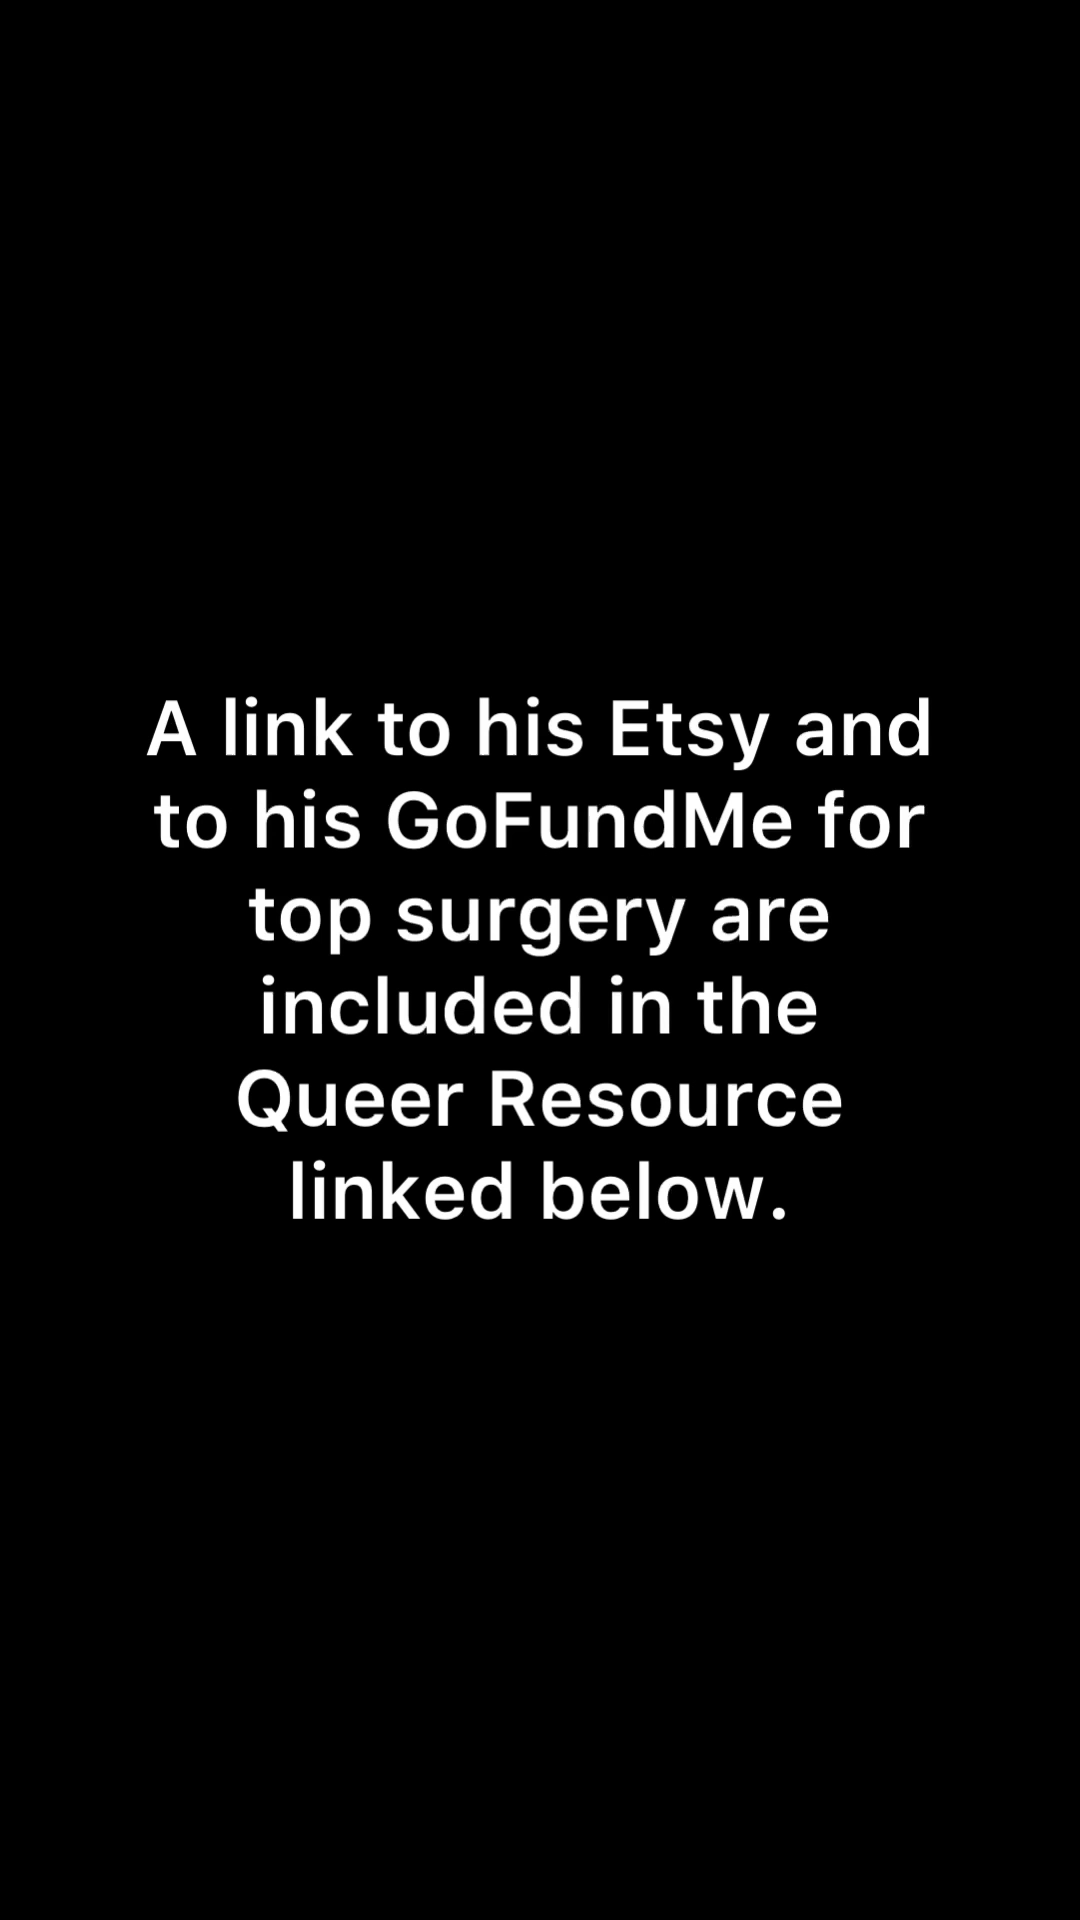 A link to his Etsy and
to his GoFundMe for
top surgery are
included in the
Queer Resource
linked below.